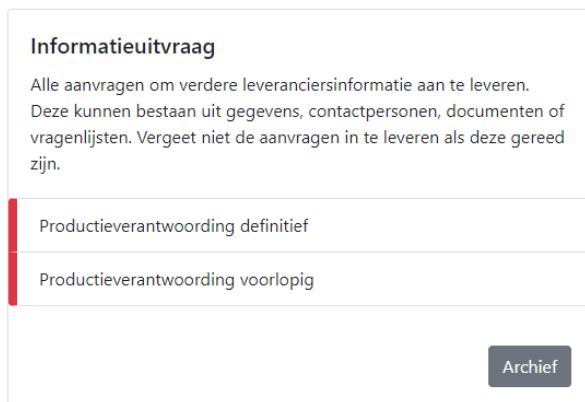 Informatieuitvraag
Alle aanvragen om verdere leveranciersinformatie aan te leveren.
Deze kunnen bestaan uit gegevens, contactpersonen, documenten of
vragenlijsten. Vergeet niet de aanvragen in te leveren als deze gereed
zijn.
Productieverantwoording definitief
Productieverantwoording voorlopig
Archief